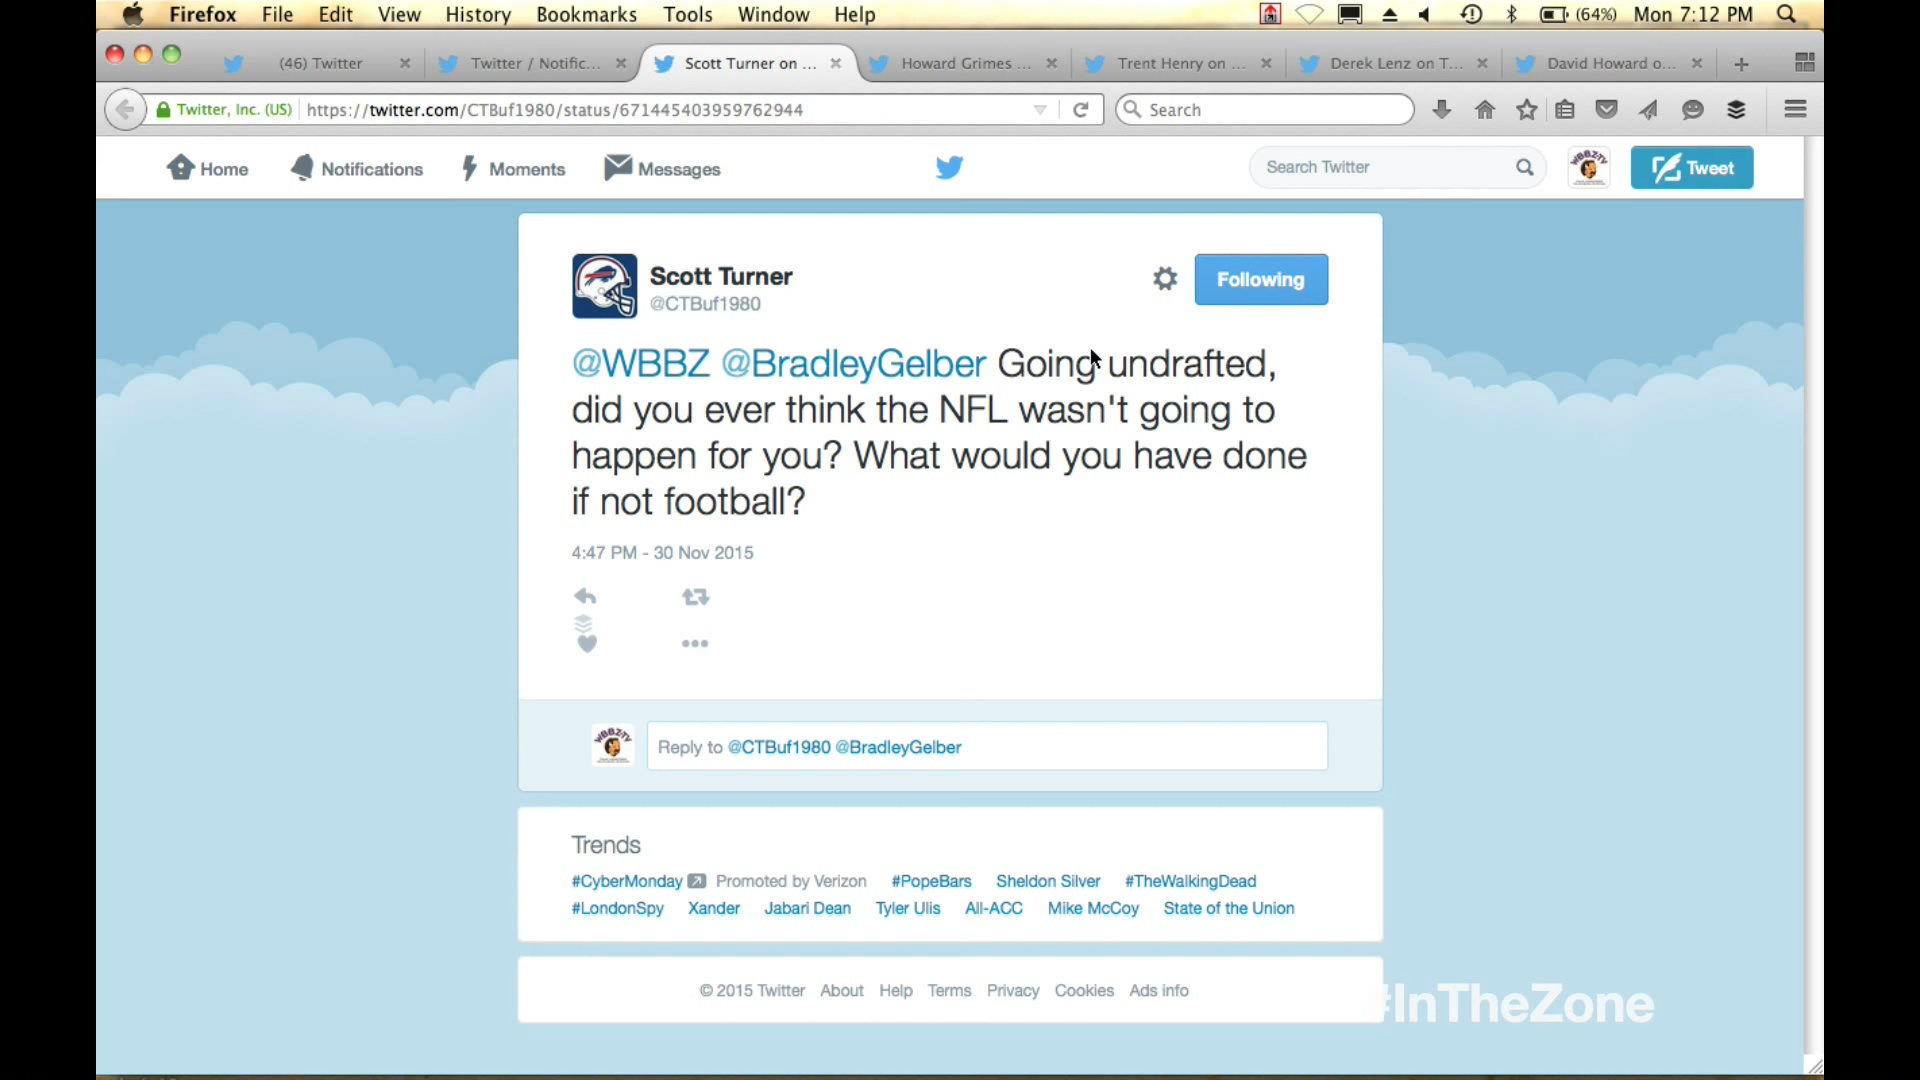 Firefox File Edit View History Bookmarks Tools Window Help (64%) Mon 7:12 PM
(46) Twitter Twitter / Notific... Scott Turner on ... Howard Grimes ... Trent Henry on ... Derek Lenz on T... David Howard o...
Twitter, Inc. (US) https://twitter.com/CTBuf1980/status/671445403959762944 Search
Home Notifications Moments Messages Search Twitter WBBZ-TV Tweet
Scott Turner
@CTBuf1980
Following
@WBBZ @BradleyGelber Going undrafted,
did you ever think the NFL wasn't going to
happen for you? What would you have done
if not football?
4:47 PM - 30 Nov 2015
WBBZ-TV
Reply to @CTBuf1980 @BradleyGelber
Trends
#CyberMonday Promoted by Verizon #PopeBars Sheldon Silver #TheWalkingDead
#LondonSpy Xander Jabari Dean Tyler Ulis All-ACC Mike McCoy State of the Union
© 2015 Twitter About Help Terms Privacy Cookies Ads info
#InTheZone